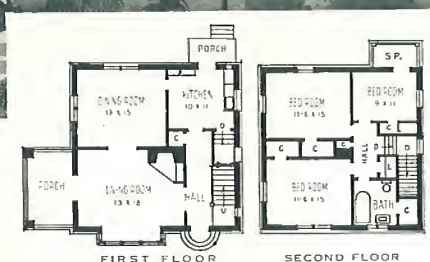 PORCH
KITCHEN
10 X 11
DINING ROOM
13 X 15
C
D
PORCH
LIVING ROOM
13 X 18
HALL
U
FIRST FLOOR
S.P.
BED ROOM
11-6 X 15
BED ROOM
9 X 11
C
C
C
HALL
D
D
L
BED ROOM
11-6 X 15
BATH
C
SECOND FLOOR